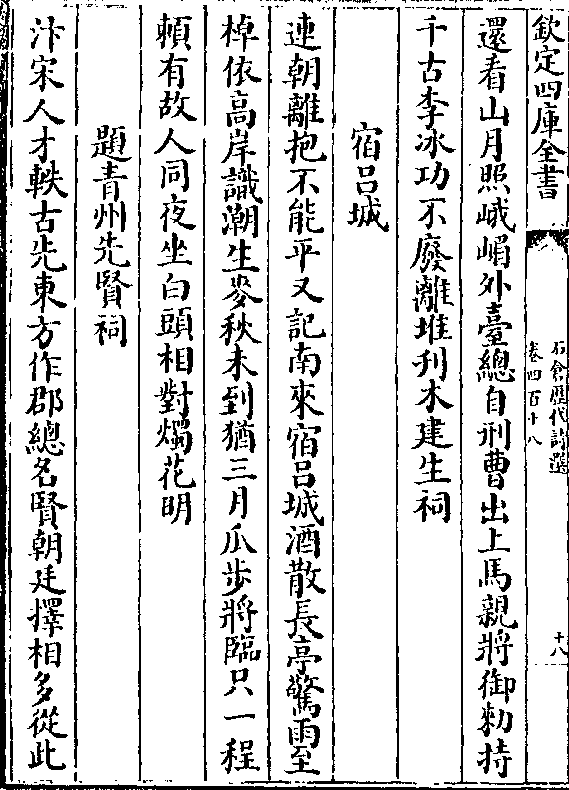 欽定四庫全書
石倉歷代詩選
卷四百十八
十八
還看山月照峨嵋外臺總自刑曹出上馬親將御勅持
千古李冰功不廢離堆刋木建生祠
宿吕城
連朝離抱不能平又記南來宿吕城酒散長亭驚雨至
棹依高岸識潮生麥秋未到猶三月瓜步將臨只一程
頼有故人同夜坐白頭相對燭花明
題青州先賢祠
汴宋人才軼古先東方作郡總名賢朝廷擇相多從此